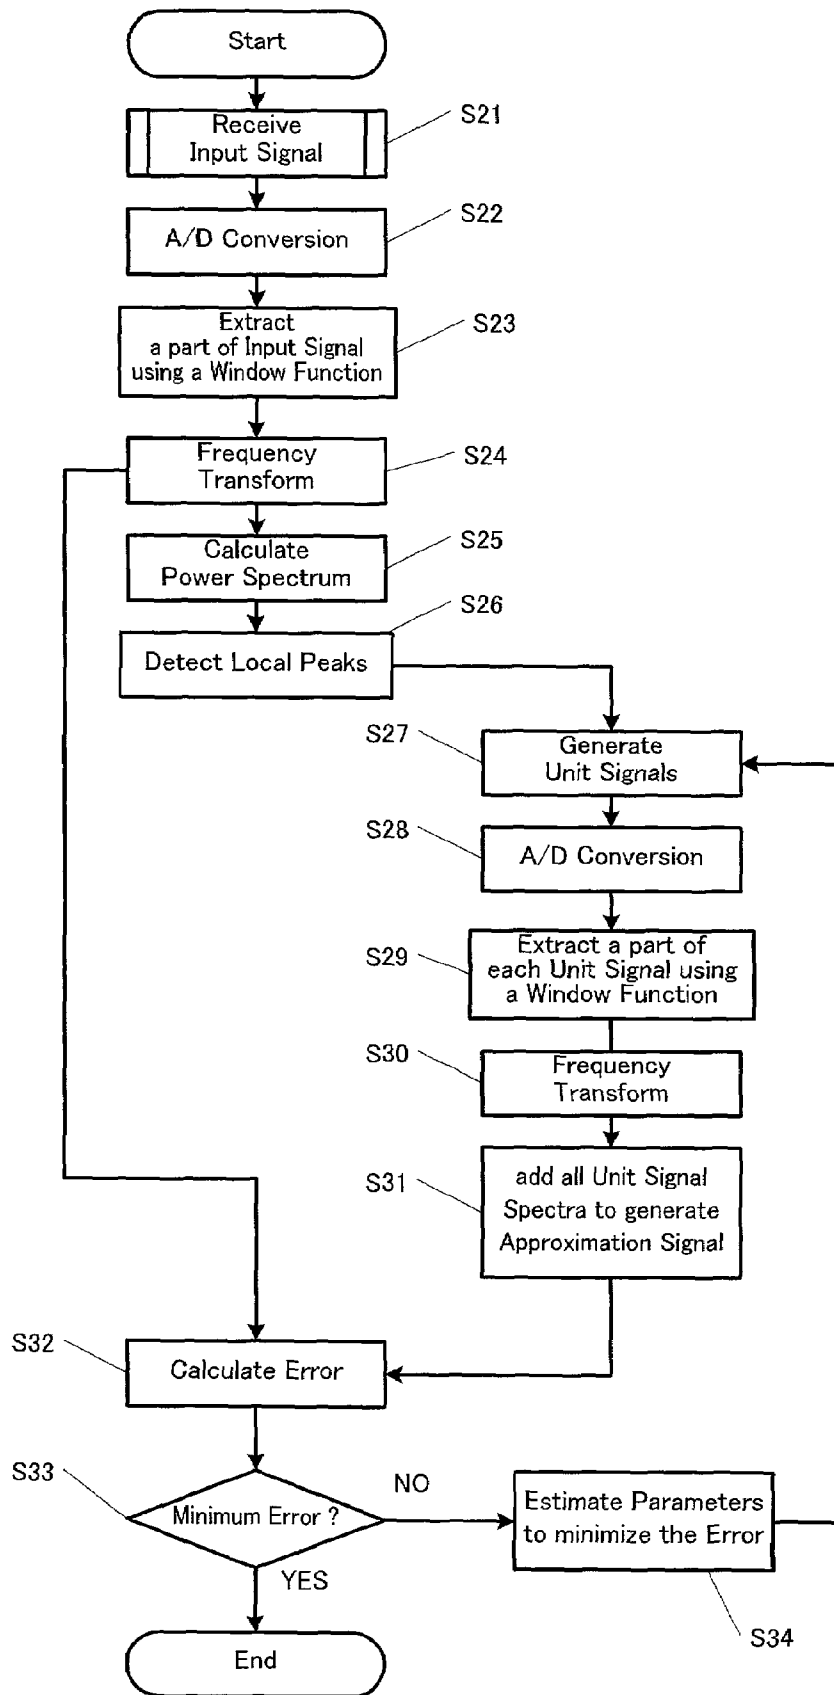 Start
S21
Receive
Input Signal
S22
A/D Conversion
S23
Extract
a part of Input Signal
using a Window Function
S24
Frequency
Transform
S25
Calculate
Power Spectrum
S26
Detect Local Peaks
S27
Generate
Unit Signals
S28
A/D Conversion
S29
Extract a part of
each Unit Signal using
a Window Function
S30
Frequency
Transform
S31
add all Unit Signal
Spectra to generate
Approximation Signal
S32
Calculate Error
S33
Minimum Error ?
NO
Estimate Parameters
to minimize the Error
S34
YES
End